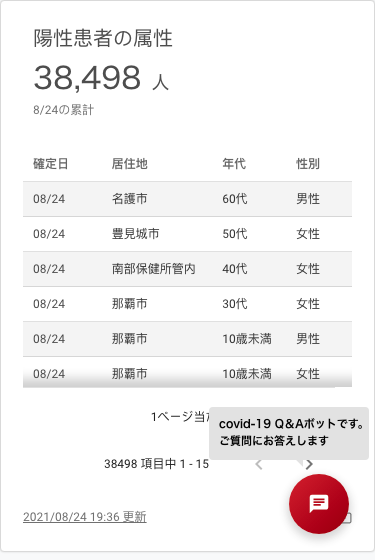 陽性患者の属性
38,498 人
8/24の累計
確定日 居住地 年代 性別
08/24 名護市 60代 男性
08/24 豊見城市 50代 女性
08/24 南部保健所管内 40代 女性
08/24 那覇市 30代 女性
08/24 那覇市 10歳未満 男性
08/24 那覇市 10歳未満 女性
1ページ当
covid-19 Q&Aボットです。
ご質問にお答えします
38498 項目中 1 - 15
2021/08/24 19:36 更新